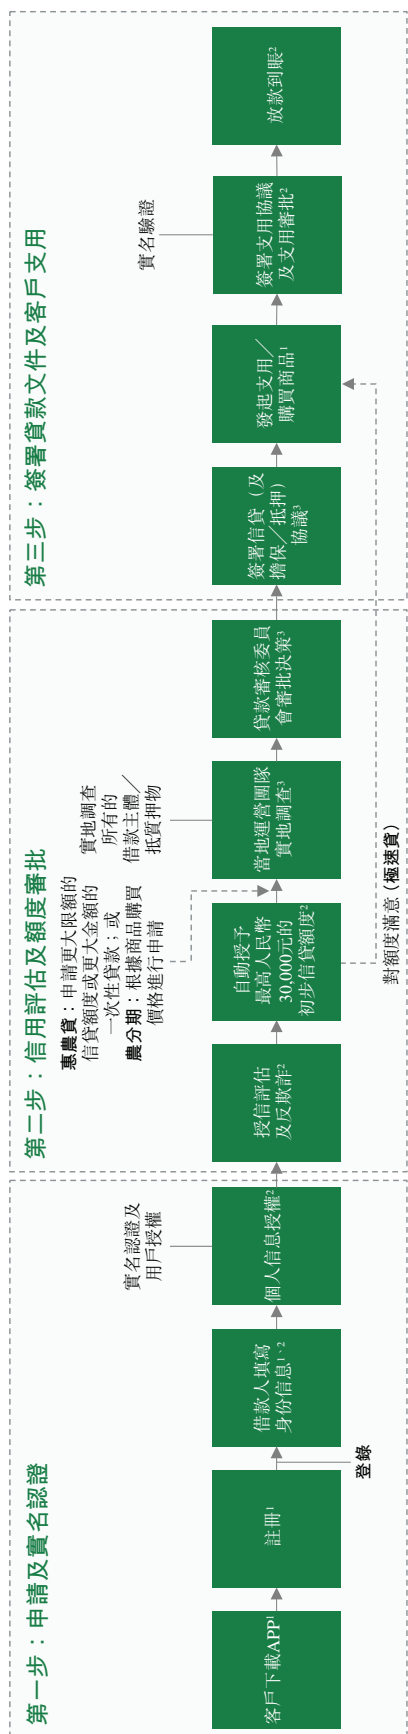 第一步：申請及實名認證
實名認證及
用戶授權
客戶下載APP¹
註冊¹
登錄
借款人填寫
身份信息¹、²
個人信息授權²
第二步：信用評估及額度審批
惠農貸：申請更大限額的
信貸額度或更大金額的
一次性貸款；或
農分期：根據商品購買
價格進行申請
實地調查
所有的
借款主體／
抵質押物
授信評估
及反欺詐²
自動授予
最高人民幣
30,000元的
初步信貸額度²
當地運營團隊
實地調查³
貸款審核委員
會審批決策³
對額度滿意（極速貸）
第三步：簽署貸款文件及客戶支用
實名驗證
簽署信貸（及
擔保／抵押）
協議³
發起支用／
購買商品¹
簽署支用協議
及支用審批²
放款到賬²